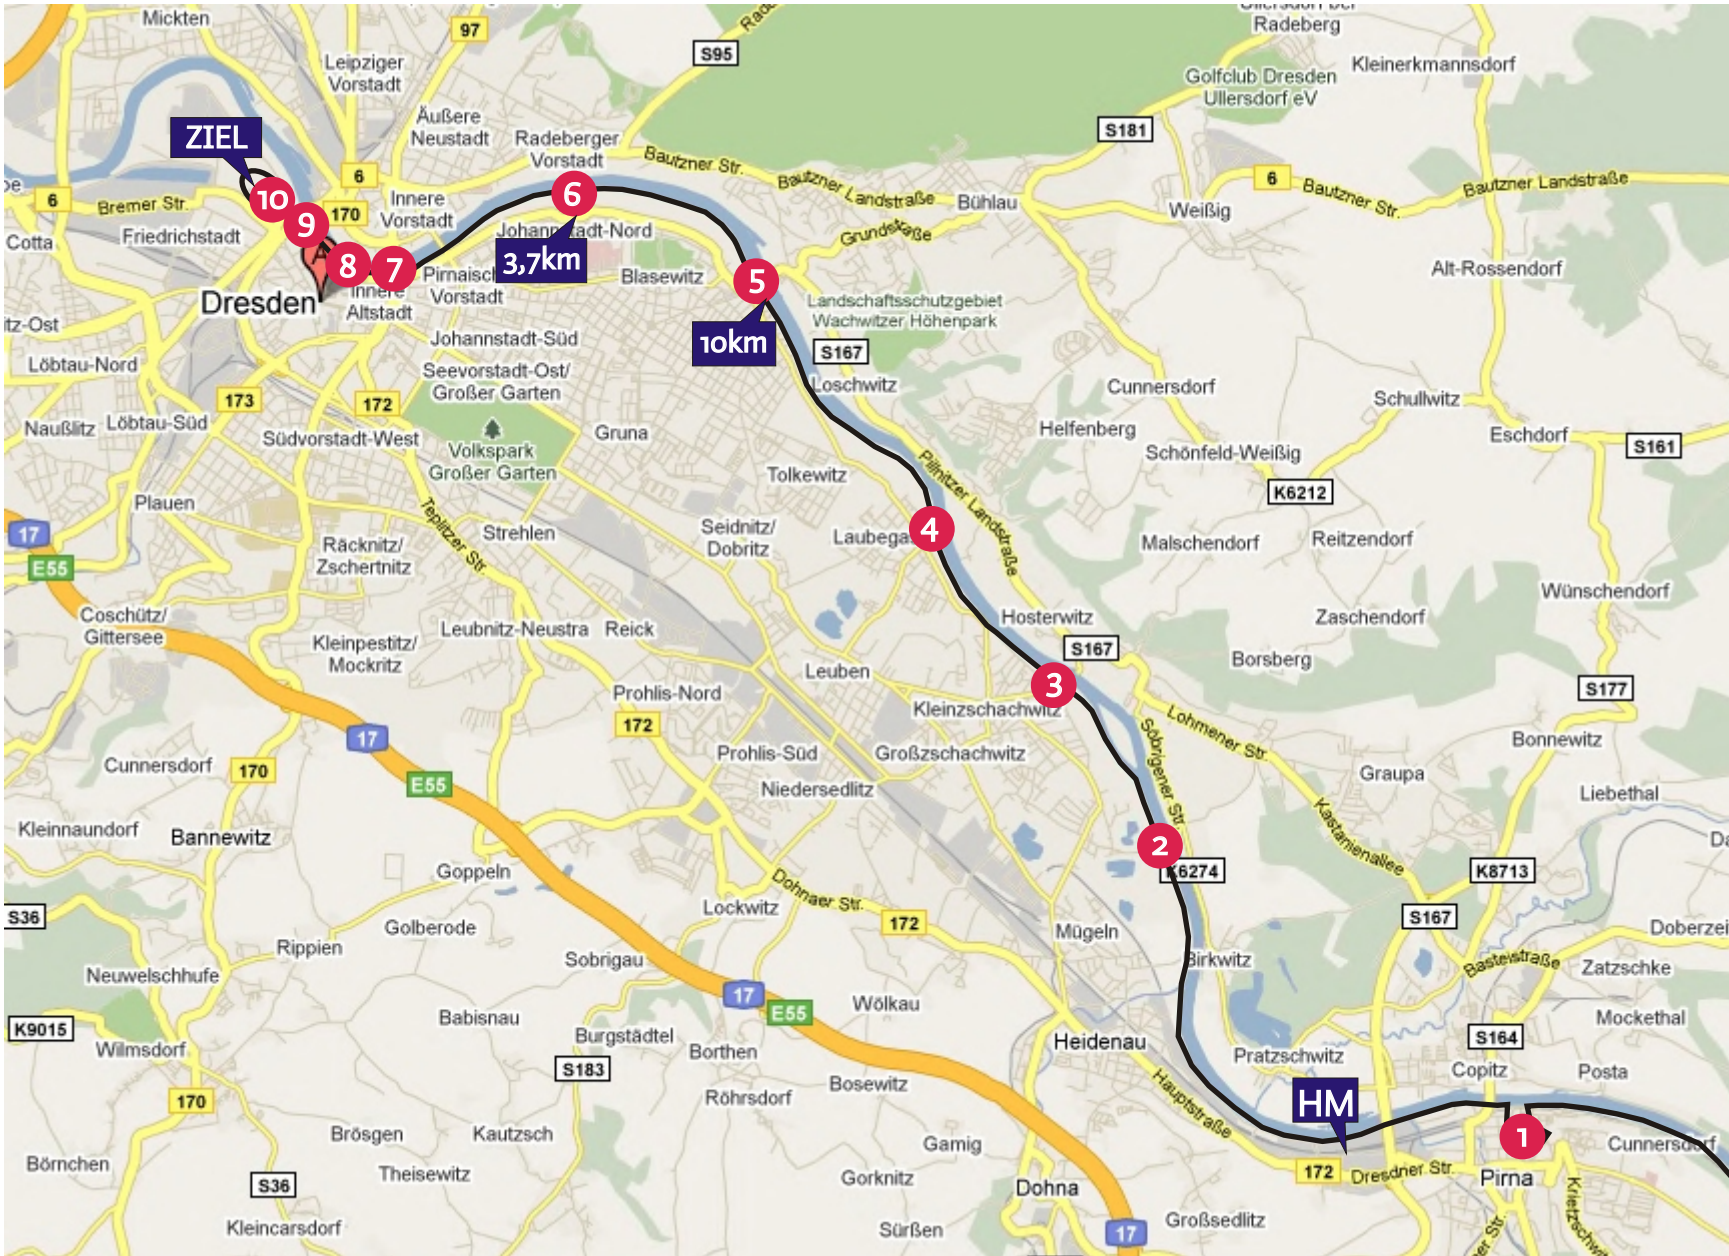 Mickten
97
S95
Ullersdorf bei
Radeberg
Leipziger
Vorstadt
Kleinerkmannsdorf
Golfclub Dresden
Ullersdorf eV
Äußere
Neustadt
ZIEL
Radeberger
Vorstadt
S181
Bautzner Str.
6
6
Bautzner Landstraße
6
Bautzner Str.
Bautzner Landstraße
Bremer Str.
10
9
170
Innere
Vorstadt
6
Bühlau
Weißig
Cotta
Friedrichstadt
Johannstadt-Nord
Grundstraße
3,7km
8
7
Pirnaische
Vorstadt
Blasewitz
5
Alt-Rossendorf
Dresden
Innere
Altstadt
Landschaftsschutzgebiet
Wachwitzer Höhenpark
itz-Ost
Johannstadt-Süd
10km
S167
Löbtau-Nord
Seevorstadt-Ost/
Großer Garten
Loschwitz
Cunnersdorf
Schullwitz
173
172
Naußlitz
Löbtau-Süd
Südvorstadt-West
Gruna
Helfenberg
Eschdorf
S161
Volkspark
Großer Garten
Schönfeld-Weißig
Pillnitzer Landstraße
Tolkewitz
K6212
Plauen
Teplitzer Str.
17
Strehlen
Seidnitz/
Dobritz
Laubegast
4
Malschendorf
Reitzendorf
E55
Räcknitz/
Zschertnitz
Wünschendorf
Coschütz/
Gittersee
Hosterwitz
Zaschendorf
Kleinpestitz/
Mockritz
Leubnitz-Neustra
Reick
S167
Borsberg
Leuben
3
S177
Prohlis-Nord
Kleinzschachwitz
172
17
Lohmener Str.
Söbrigener Str.
Bonnewitz
Cunnersdorf
170
E55
Prohlis-Süd
Großzschachwitz
Graupa
Niedersedlitz
Liebethal
Kleinnaundorf
Bannewitz
2
Kastanienallee
Goppeln
K6274
K8713
Dohnaer Str.
Lockwitz
S36
172
S167
Golberode
Mügeln
Rippien
Sobrigau
Birkwitz
Basteistraße
Zatzschke
Neuwelschhufe
17
E55
Wölkau
K9015
Babisnau
Burgstädtel
Heidenau
S164
Mockethal
Wilmsdorf
Borthen
Pratzschwitz
Copitz
Posta
S183
Bosewitz
Hauptstraße
HM
170
Röhrsdorf
Brösgen
Kautzsch
Gamig
1
Cunnersdorf
Börnchen
Theisewitz
Gorknitz
172
Dresdner Str.
Pirna
S36
Dohna
Kleincarsdorf
Sürßen
17
Großsedlitz